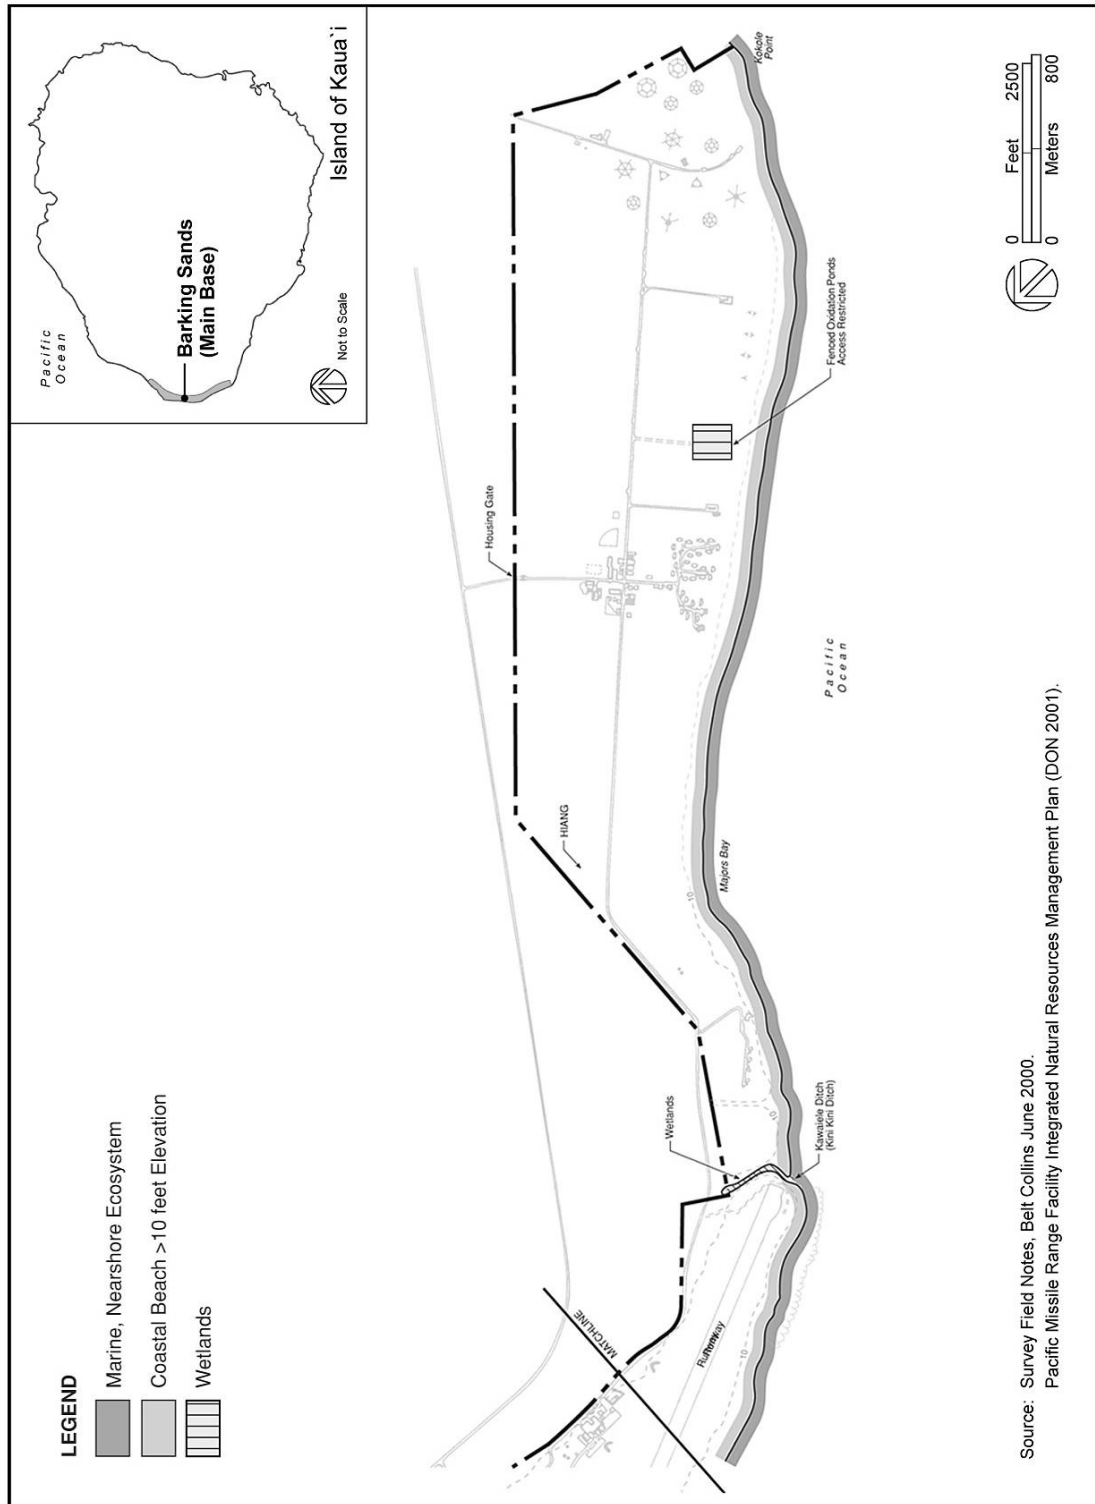 Pacific
Ocean
Barking Sands
(Main Base)
Not to Scale
Island of Kaua`i
LEGEND
Marine, Nearshore Ecosystem
Coastal Beach >10 feet Elevation
Wetlands
MATCHLINE
Runway
10
Wetlands
Kawaiele Ditch
(Kini Kini Ditch)
10
10
HIANG
Majors Bay
Housing Gate
Pacific
Ocean
Fenced Oxidation Ponds
Access Restricted
Kokole
Point
0 Feet 2500
0 Meters 800
Source: Survey Field Notes, Belt Collins June 2000.
Pacific Missile Range Facility Integrated Natural Resources Management Plan (DON 2001).